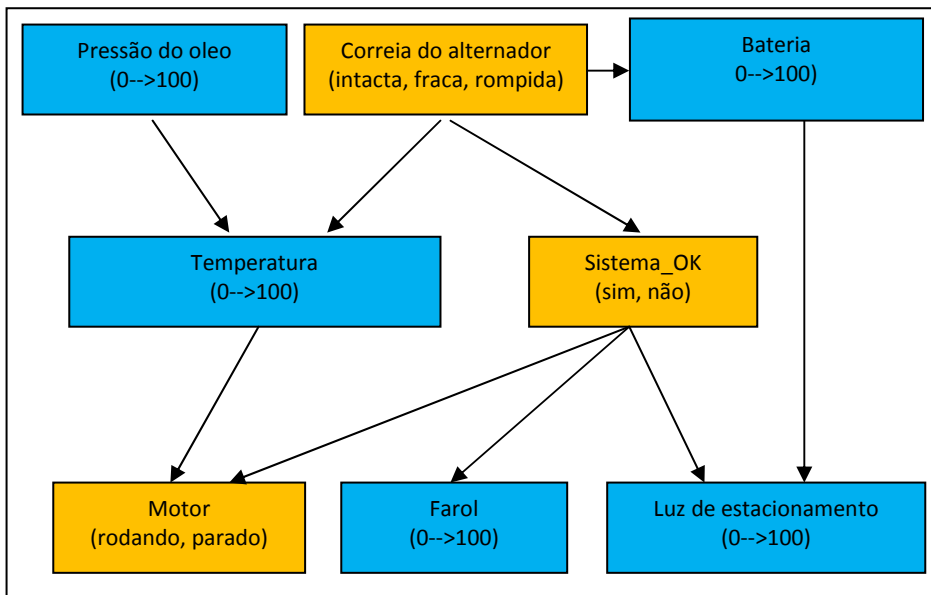 Pressão do oleo
(0-->100)
Correia do alternador
(intacta, fraca, rompida)
Bateria
0-->100)
Temperatura
(0-->100)
Sistema_OK
(sim, não)
Motor
(rodando, parado)
Farol
(0-->100)
Luz de estacionamento
(0-->100)